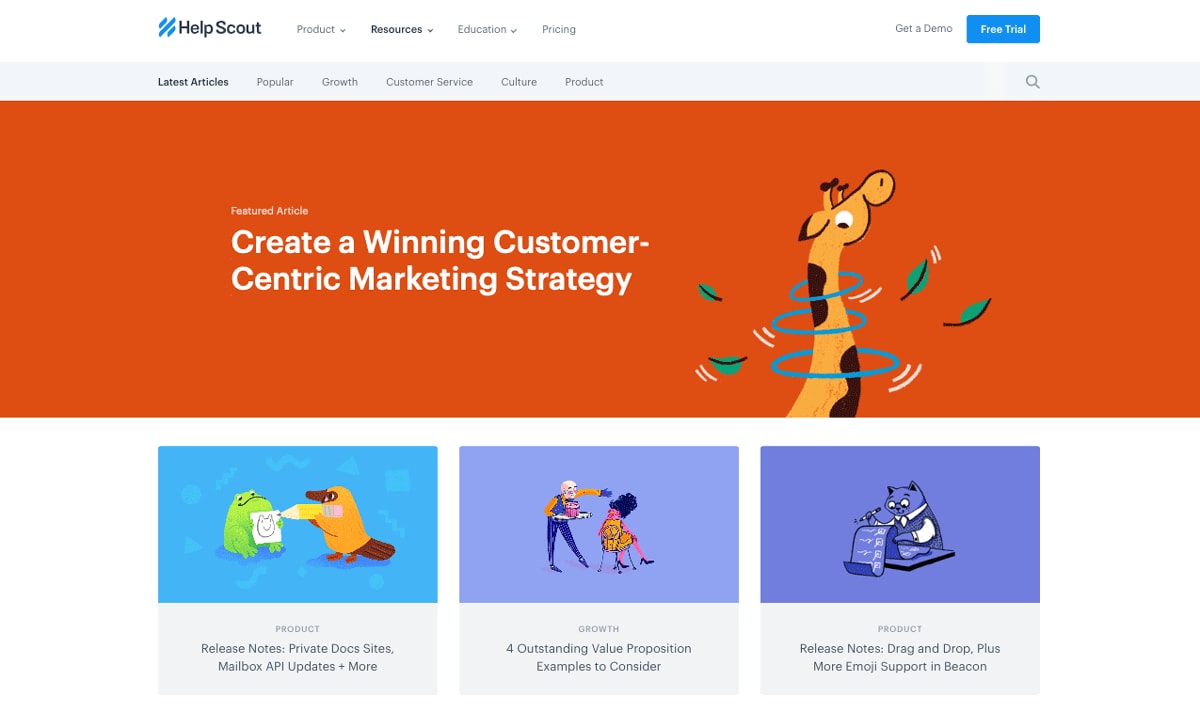 Help Scout
Product
Resources
Education
Pricing
Get a Demo
Free Trial
Latest Articles
Popular
Growth
Customer Service
Culture
Product
Featured Article
Create a Winning Customer-
Centric Marketing Strategy
PRODUCT
Release Notes: Private Docs Sites,
Mailbox API Updates + More
GROWTH
4 Outstanding Value Proposition
Examples to Consider
PRODUCT
Release Notes: Drag and Drop, Plus
More Emoji Support in Beacon